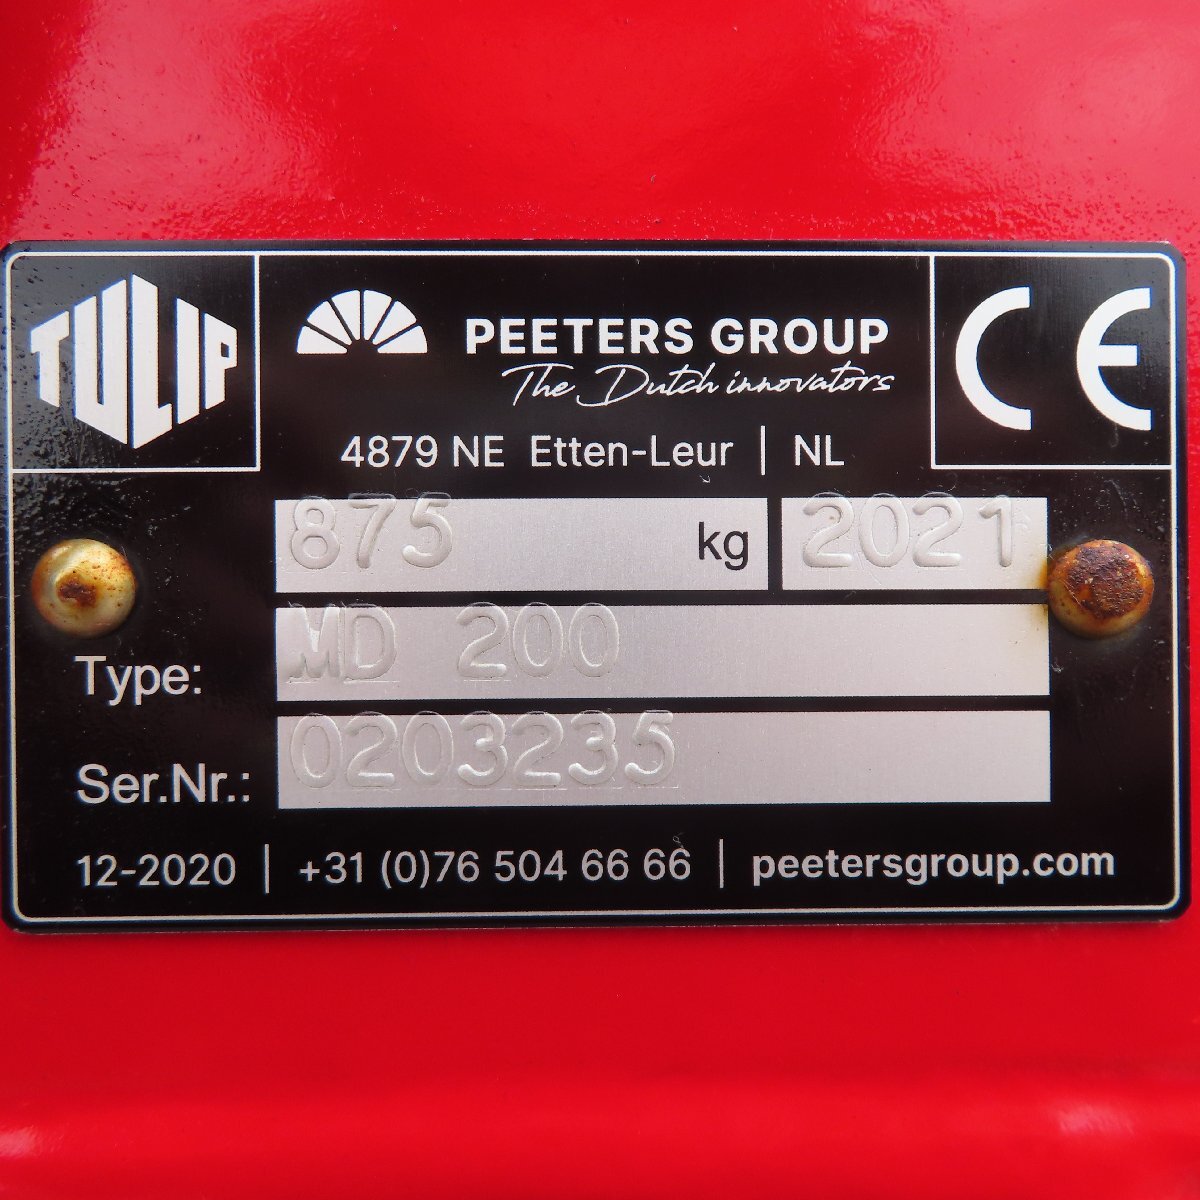 TULIP
PEETERS GROUP
The Dutch innovators
CE
4879 NE Etten-Leur | NL
875 kg 2021
Type: MD 200
Ser.Nr.: 0203235
12-2020 | +31 (0)76 504 66 66 | peetersgroup.com